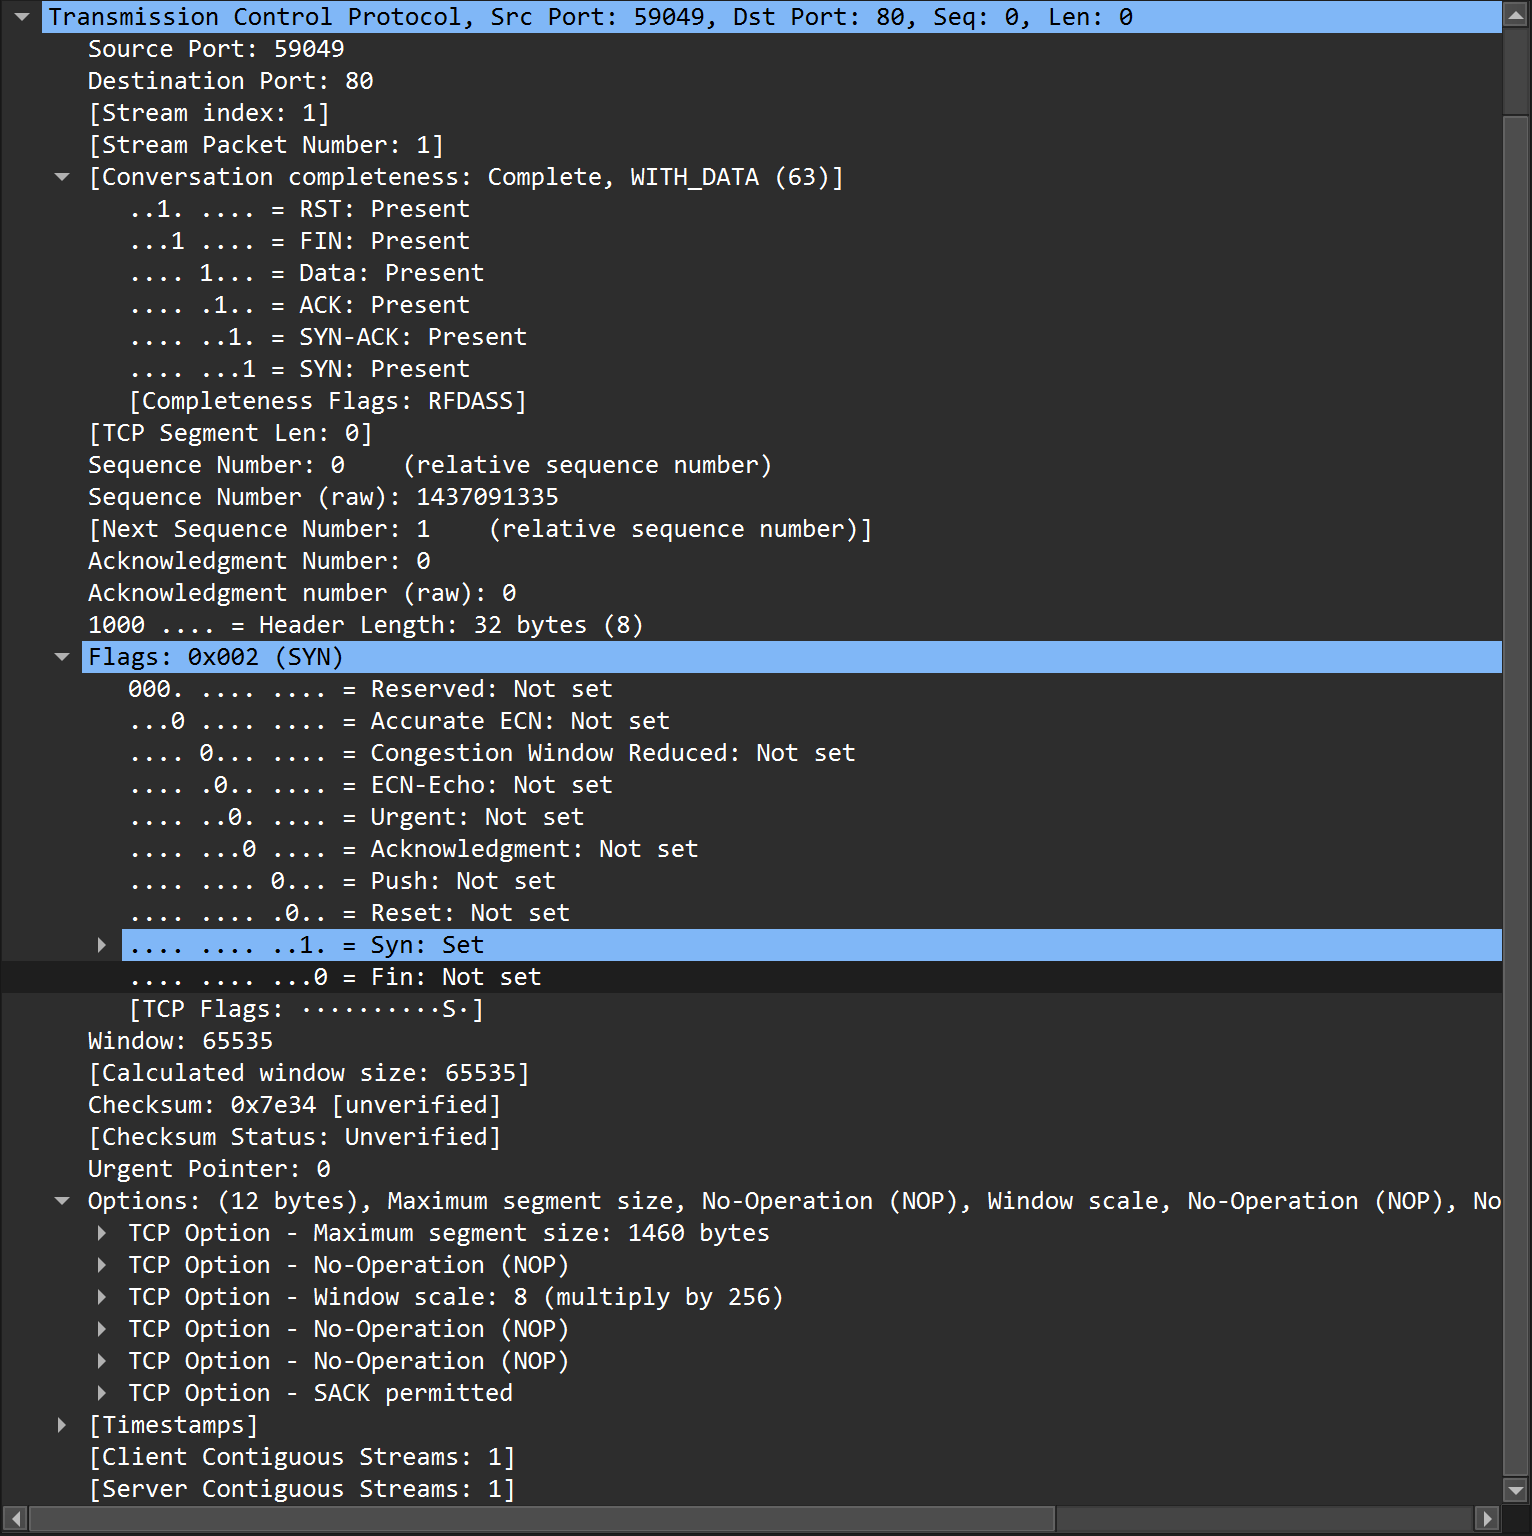 Transmission Control Protocol, Src Port: 59049, Dst Port: 80, Seq: 0, Len: 0
Source Port: 59049
Destination Port: 80
[Stream index: 1]
[Stream Packet Number: 1]
[Conversation completeness: Complete, WITH_DATA (63)]
..1. .... = RST: Present
...1 .... = FIN: Present
.... 1... = Data: Present
.... .1.. = ACK: Present
.... ..1. = SYN-ACK: Present
.... ...1 = SYN: Present
[Completeness Flags: RFDASS]
[TCP Segment Len: 0]
Sequence Number: 0    (relative sequence number)
Sequence Number (raw): 1437091335
[Next Sequence Number: 1    (relative sequence number)]
Acknowledgment Number: 0
Acknowledgment number (raw): 0
1000 .... = Header Length: 32 bytes (8)
Flags: 0x002 (SYN)
000. .... .... = Reserved: Not set
...0 .... .... = Accurate ECN: Not set
.... 0... .... = Congestion Window Reduced: Not set
.... .0.. .... = ECN-Echo: Not set
.... ..0. .... = Urgent: Not set
.... ...0 .... = Acknowledgment: Not set
.... .... 0... = Push: Not set
.... .... .0.. = Reset: Not set
.... .... ..1. = Syn: Set
.... .... ...0 = Fin: Not set
[TCP Flags: ··········S·]
Window: 65535
[Calculated window size: 65535]
Checksum: 0x7e34 [unverified]
[Checksum Status: Unverified]
Urgent Pointer: 0
Options: (12 bytes), Maximum segment size, No-Operation (NOP), Window scale, No-Operation (NOP), No
TCP Option - Maximum segment size: 1460 bytes
TCP Option - No-Operation (NOP)
TCP Option - Window scale: 8 (multiply by 256)
TCP Option - No-Operation (NOP)
TCP Option - No-Operation (NOP)
TCP Option - SACK permitted
[Timestamps]
[Client Contiguous Streams: 1]
[Server Contiguous Streams: 1]